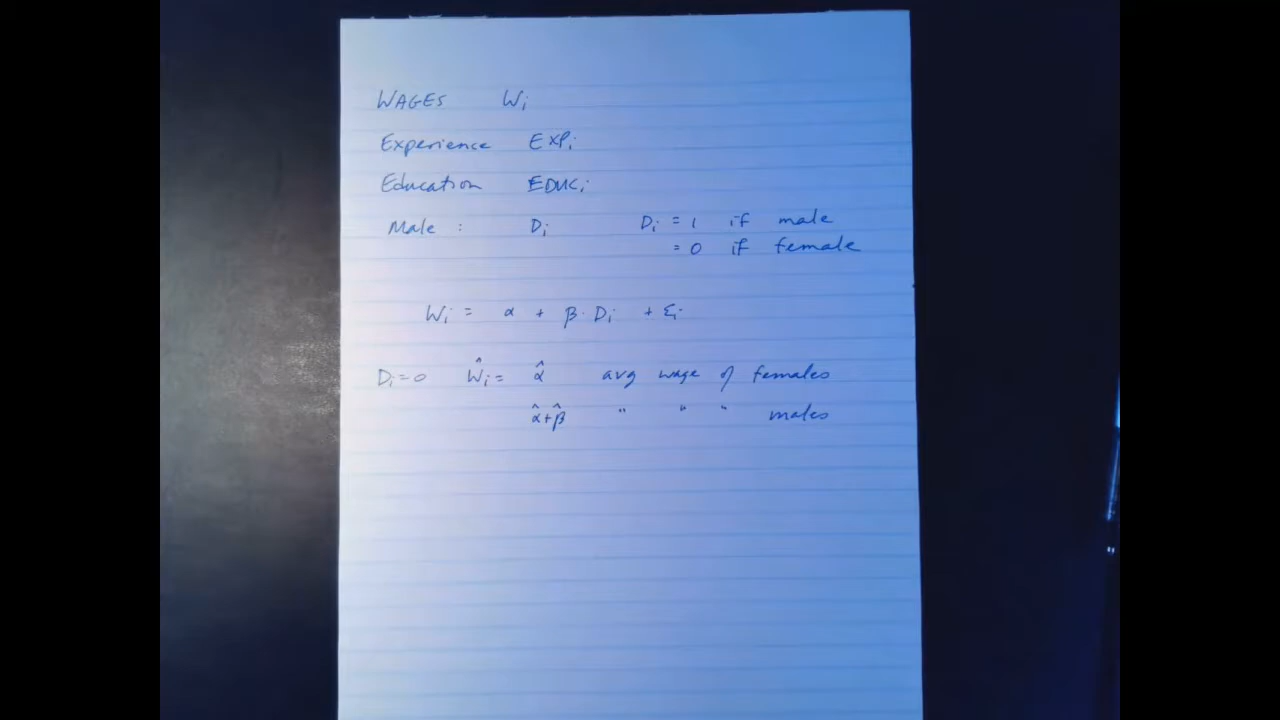 WAGES Wi
Experience EXPi
Education EDUCi
Male : Di Di = 1 if male
= 0 if female
Wi = α + β · Di + εi
Di = 0 Ŵi = α̂ avg wage of females
α̂ + β̂ " " " males